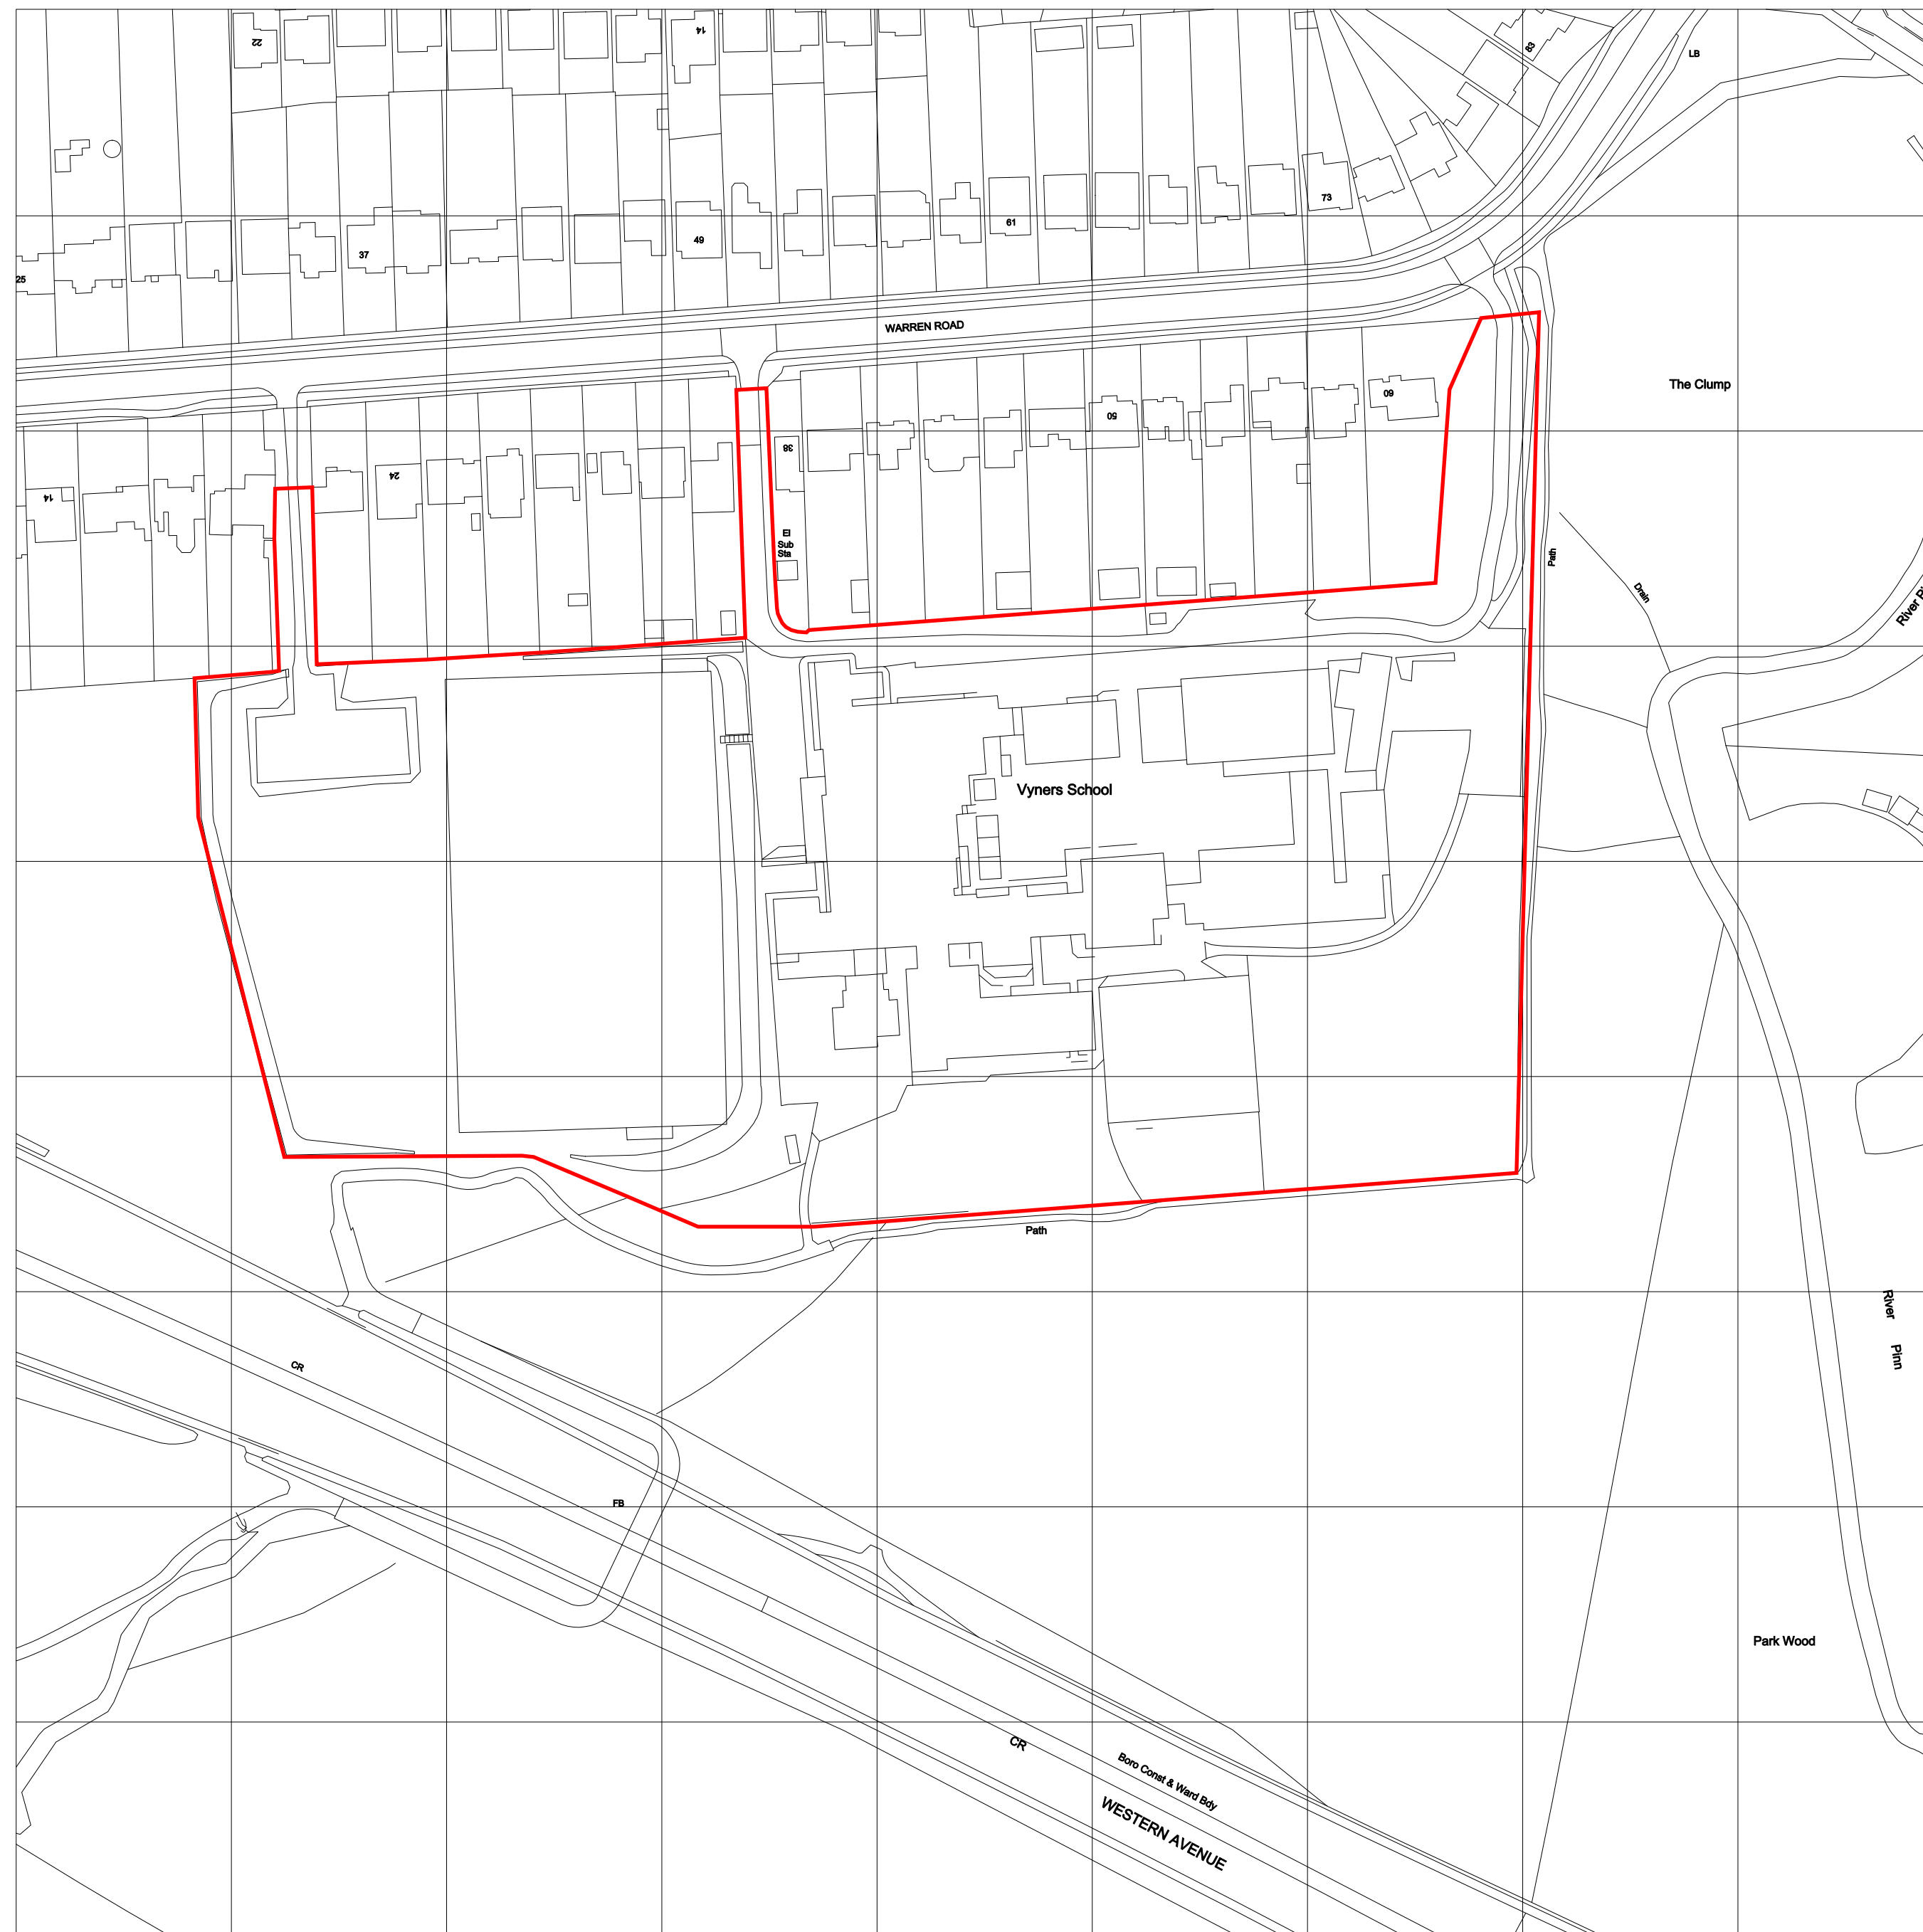 22
14
83
LB
25
37
49
61
73
WARREN ROAD
The Clump
14
24
38
El
Sub
Sta
50
60
Path
Drain
River P
Vyners School
Path
River
Pinn
CR
FB
Park Wood
CR
Boro Const & Ward Bdy
WESTERN AVENUE